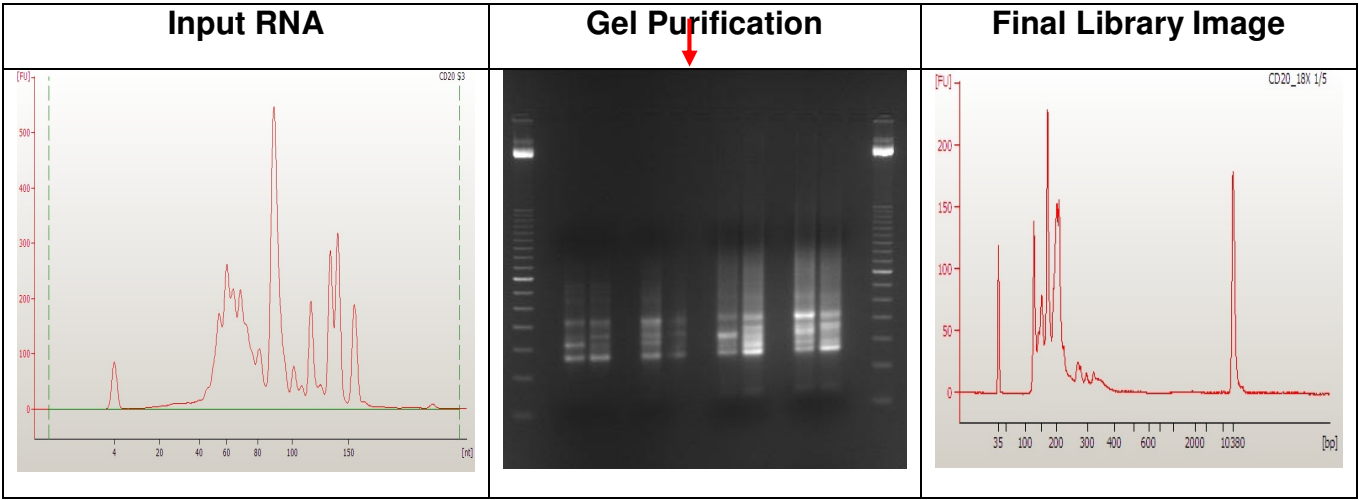 Input RNA
Gel Purification
Final Library Image
[FU]
CD20 S3
500
400
300
200
100
0
4 20 40 60 80 100 150 [nt]
[FU]
CD20_18X 1/5
200
150
100
50
0
35 100 200 300 400 600 2000 10380 [bp]